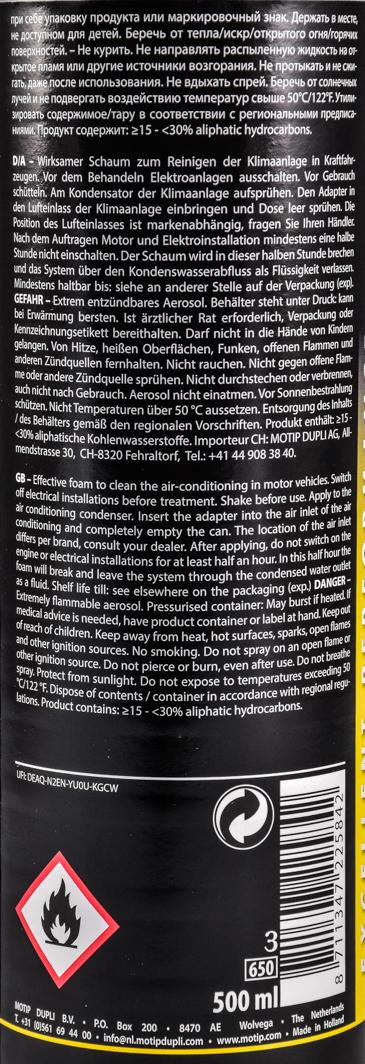 при себе упаковку продукта или маркировочный знак. Держать в месте,
не доступном для детей. Беречь от тепла/искр/открытого огня/горячих
поверхностей. – Не курить. Не направлять распыленную жидкость на от-
крытое пламя или другие источники возгорания. Не протыкать и не сжи-
гать, даже после использования. Не вдыхать спрей. Беречь от солнечных
лучей и не подвергать воздействию температур свыше 50°C/122°F. Утили-
зировать содержимое/тару в соответствии с региональными предписа-
ниями. Продукт содержит: ≥15 - <30% aliphatic hydrocarbons.
D/A – Wirksamer Schaum zum Reinigen der Klimaanlage in Kraftfahr-
zeugen. Vor dem Behandeln Elektroanlagen ausschalten. Vor Gebrauch
schütteln. Am Kondensator der Klimaanlage aufsprühen. Den Adapter in
den Lufteinlass der Klimaanlage einbringen und Dose leer sprühen. Die
Position des Lufteinlasses ist markenabhängig, fragen Sie Ihren Händler.
Nach dem Auftragen Motor und Elektroinstallation mindestens eine halbe
Stunde nicht einschalten. Der Schaum wird in dieser halben Stunde brechen
und das System über den Kondenswasserabfluss als Flüssigkeit verlassen.
Mindestens haltbar bis: siehe an anderer Stelle auf der Verpackung (exp).
GEFAHR – Extrem entzündbares Aerosol. Behälter steht unter Druck: kann
bei Erwärmung bersten. Ist ärztlicher Rat erforderlich, Verpackung oder
Kennzeichnungsetikett bereithalten. Darf nicht in die Hände von Kindern
gelangen. Von Hitze, heißen Oberflächen, Funken, offenen Flammen und
anderen Zündquellen fernhalten. Nicht rauchen. Nicht gegen offene Flam-
me oder andere Zündquelle sprühen. Nicht durchstechen oder verbrennen,
auch nicht nach Gebrauch. Aerosol nicht einatmen. Vor Sonnenbestrahlung
schützen. Nicht Temperaturen über 50 °C aussetzen. Entsorgung des Inhalts
/ des Behälters gemäß den regionalen Vorschriften. Produkt enthält: ≥15 -
<30% aliphatische Kohlenwasserstoffe. Importeur CH: MOTIP DUPLI AG, All-
mendstrasse 30, CH-8320 Fehraltorf, Tel.: +41 44 908 38 40.
GB – Effective foam to clean the air-conditioning in motor vehicles. Switch
off electrical installations before treatment. Shake before use. Apply to the
air conditioning condenser. Insert the adapter into the air inlet of the air
conditioning and completely empty the can. The location of the air inlet
differs per brand, consult your dealer. After applying, do not switch on the
engine or electrical installations for at least half an hour. In this half hour the
foam will break and leave the system through the condensed water outlet
as a fluid. Shelf life till: see elsewhere on the packaging (exp.) DANGER –
Extremely flammable aerosol. Pressurised container: May burst if heated. If
medical advice is needed, have product container or label at hand. Keep out
of reach of children. Keep away from heat, hot surfaces, sparks, open flames
and other ignition sources. No smoking. Do not spray on an open flame or
other ignition source. Do not pierce or burn, even after use. Do not breathe
spray. Protect from sunlight. Do not expose to temperatures exceeding 50
°C/122 °F. Dispose of contents / container in accordance with regional regu-
lations. Product contains: ≥15 - <30% aliphatic hydrocarbons.
UFI: DEAQ-N2EN-YU0U-KGCW
8 711347 225842
3
650
500 ml
MOTIP DUPLI B.V. • P.O. Box 200 • 8470 AE Wolvega • The Netherlands
T. +31 (0)561 69 44 00 • info@nl.motipdupli.com • www.motip.com • Made in Holland